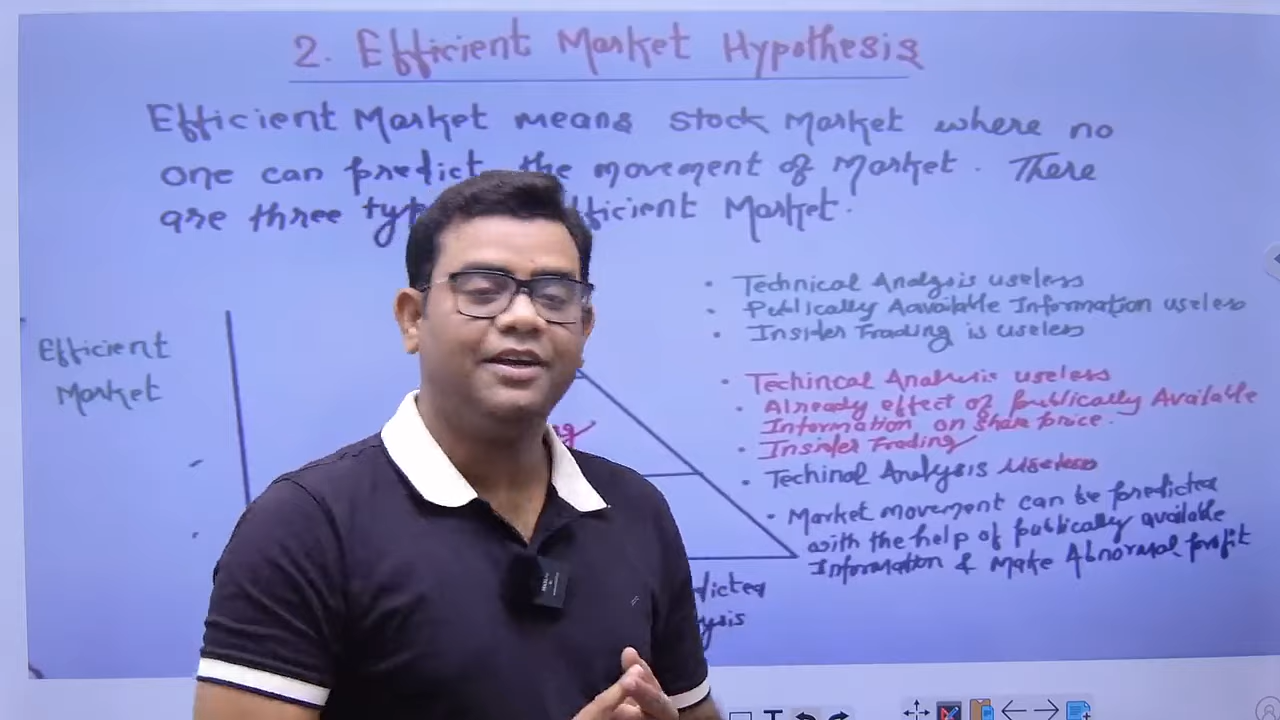 2. Efficient Market Hypothesis
Efficient Market means stock Market where no
one can predict the movement of Market. There
are three efficient Market.
Efficient
Market
• Technical Analysis useless
• Publically Aavailable Information useless
• Insider Trading is useless
• Techincal Analysis useless
• Already effect of publically Available
Information on share price.
• Insider Trading
• Techinal Analysis useless
• Market movement can be predicted
with the help of publically available
Information & Make Abnormal profit